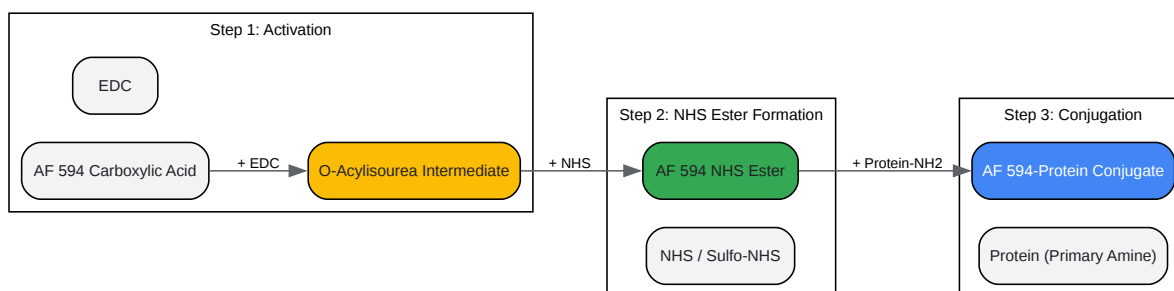 Step 1: Activation
EDC
AF 594 Carboxylic Acid
+ EDC
O-Acylisourea Intermediate
+ NHS
Step 2: NHS Ester Formation
AF 594 NHS Ester
NHS / Sulfo-NHS
+ Protein-NH2
Step 3: Conjugation
AF 594-Protein Conjugate
Protein (Primary Amine)